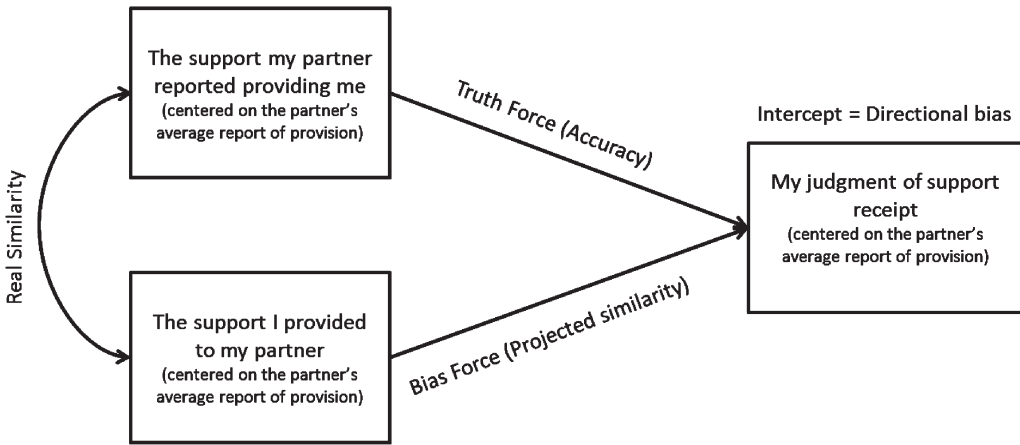 The support my partner
reported providing me
(centered on the partner's
average report of provision)
Truth Force (Accuracy)
Intercept = Directional bias
My judgment of support
receipt
(centered on the partner's
average report of provision)
Real Similarity
The support I provided
to my partner
(centered on the partner's
average report of provision)
Bias Force (Projected similarity)